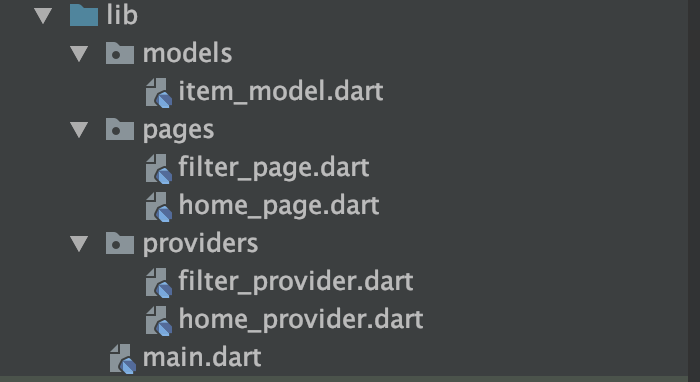 lib
models
item_model.dart
pages
filter_page.dart
home_page.dart
providers
filter_provider.dart
home_provider.dart
main.dart